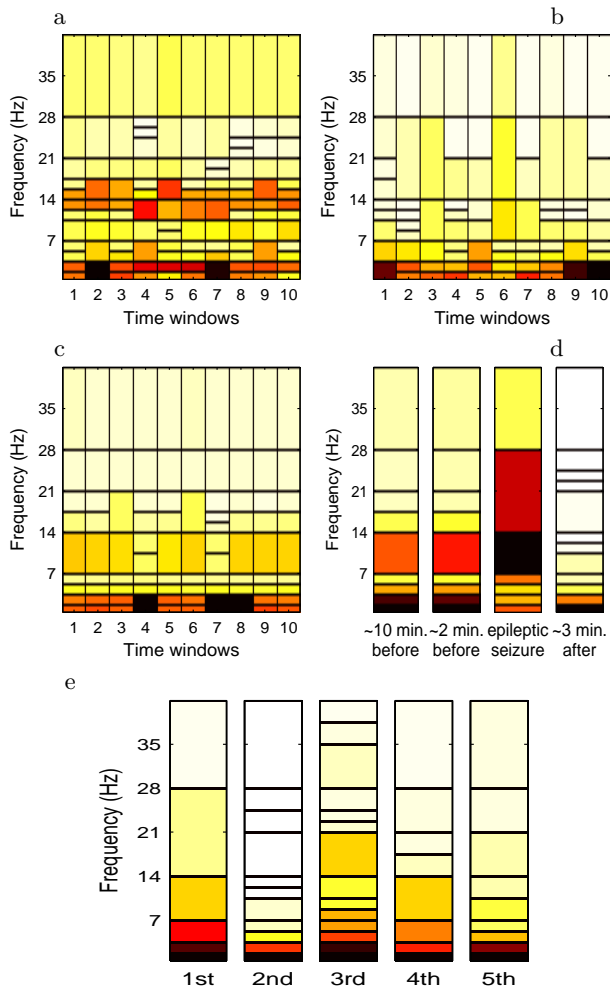 a
b
35
28
21
14
7
Frequency (Hz)
1 2 3 4 5 6 7 8 9 10
Time windows
35
28
21
14
7
Frequency (Hz)
1 2 3 4 5 6 7 8 9 10
Time windows
c
d
35
28
21
14
7
Frequency (Hz)
1 2 3 4 5 6 7 8 9 10
Time windows
35
28
21
14
7
Frequency (Hz)
~10 min. ~2 min. epileptic ~3 min.
before before seizure after
e
35
28
21
14
7
Frequency (Hz)
1st 2nd 3rd 4th 5th